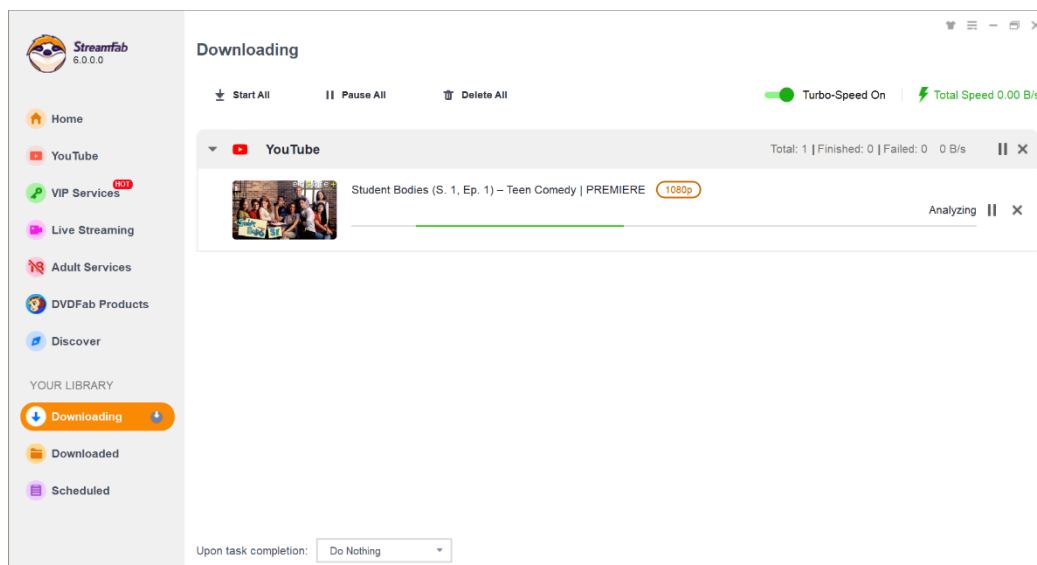 StreamFab
6.0.0.0
Home
YouTube
VIP Services
HOT
Live Streaming
Adult Services
DVDFab Products
Discover
YOUR LIBRARY
Downloading
Downloaded
Scheduled
Downloading
Start All
Pause All
Delete All
Turbo-Speed On
Total Speed 0.00 B/s
YouTube
Total: 1 | Finished: 0 | Failed: 0 0 B/s
Student Bodies (S. 1, Ep. 1) – Teen Comedy | PREMIERE 1080p
Analyzing
Upon task completion: Do Nothing